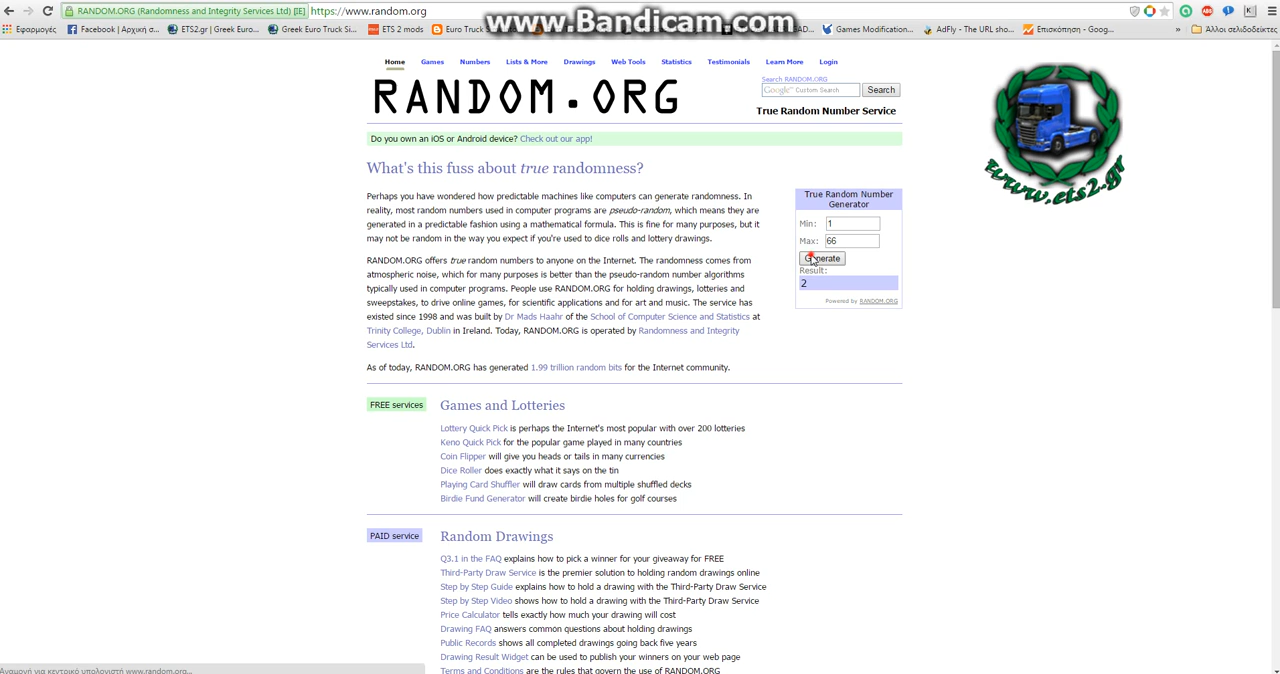 RANDOM.ORG (Randomness and Integrity Services Ltd) [IE]
https://www.random.org
www.Bandicam.com
Εφαρμογές
Facebook | Αρχική σ...
ETS2.gr | Greek Euro...
Greek Euro Truck Si...
ETS 2 mods
Euro Truck
Games Modification...
AdFly - The URL sho...
Επισκόπηση - Goog...
»
Άλλοι σελιδοδείκτες
Home
Games
Numbers
Lists & More
Drawings
Web Tools
Statistics
Testimonials
Learn More
Login
RANDOM.ORG
Search RANDOM.ORG
Google™ Custom Search
Search
True Random Number Service
www.ets2.gr
Do you own an iOS or Android device? Check out our app!
What's this fuss about true randomness?
Perhaps you have wondered how predictable machines like computers can generate randomness. In
reality, most random numbers used in computer programs are pseudo-random, which means they are
generated in a predictable fashion using a mathematical formula. This is fine for many purposes, but it
may not be random in the way you expect if you're used to dice rolls and lottery drawings.
RANDOM.ORG offers true random numbers to anyone on the Internet. The randomness comes from
atmospheric noise, which for many purposes is better than the pseudo-random number algorithms
typically used in computer programs. People use RANDOM.ORG for holding drawings, lotteries and
sweepstakes, to drive online games, for scientific applications and for art and music. The service has
existed since 1998 and was built by Dr Mads Haahr of the School of Computer Science and Statistics at
Trinity College, Dublin in Ireland. Today, RANDOM.ORG is operated by Randomness and Integrity
Services Ltd.
As of today, RANDOM.ORG has generated 1.99 trillion random bits for the Internet community.
True Random Number
Generator
Min: 1
Max: 66
Generate
Result:
2
Powered by RANDOM.ORG
FREE services
Games and Lotteries
Lottery Quick Pick is perhaps the Internet's most popular with over 200 lotteries
Keno Quick Pick for the popular game played in many countries
Coin Flipper will give you heads or tails in many currencies
Dice Roller does exactly what it says on the tin
Playing Card Shuffler will draw cards from multiple shuffled decks
Birdie Fund Generator will create birdie holes for golf courses
PAID service
Random Drawings
Q3.1 in the FAQ explains how to pick a winner for your giveaway for FREE
Third-Party Draw Service is the premier solution to holding random drawings online
Step by Step Guide explains how to hold a drawing with the Third-Party Draw Service
Step by Step Video shows how to hold a drawing with the Third-Party Draw Service
Price Calculator tells exactly how much your drawing will cost
Drawing FAQ answers common questions about holding drawings
Public Records shows all completed drawings going back five years
Drawing Result Widget can be used to publish your winners on your web page
Terms and Conditions are the rules that govern the use of RANDOM.ORG
Αναμονή για κεντρικό υπολογιστή www.random.org...